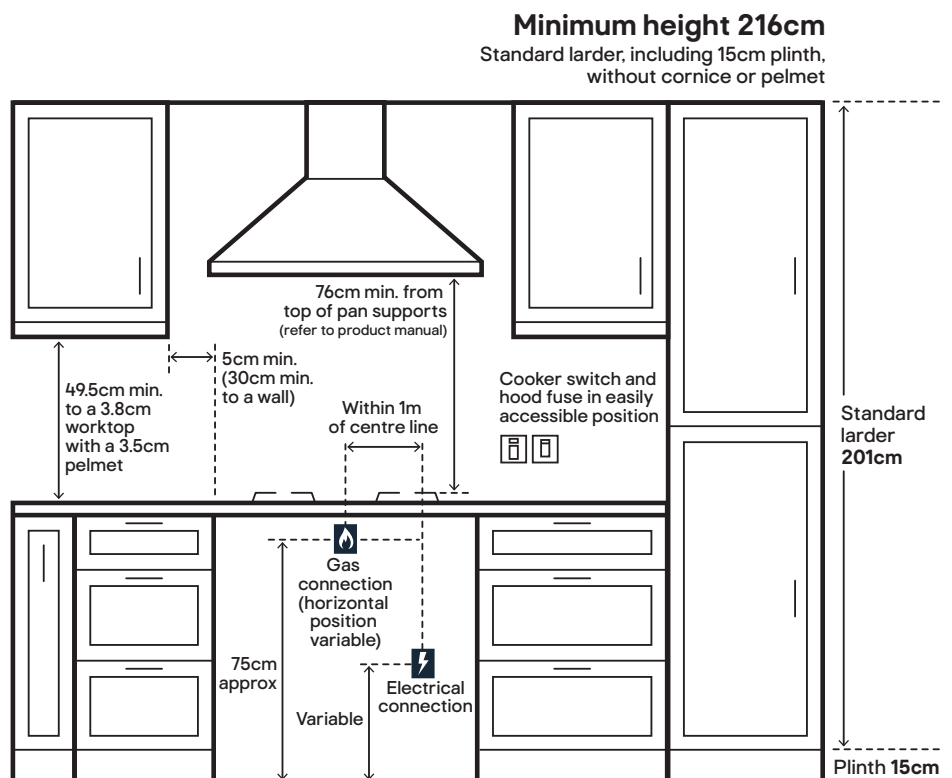 Minimum height 216cm
Standard larder, including 15cm plinth,
without cornice or pelmet
76cm min. from
top of pan supports
(refer to product manual)
5cm min.
(30cm min.
to a wall)
49.5cm min.
to a 3.8cm
worktop
with a 3.5cm
pelmet
Within 1m
of centre line
Cooker switch and
hood fuse in easily
accessible position
Standard
larder
201cm
Gas
connection
(horizontal
position
variable)
75cm
approx
Electrical
connection
Variable
Plinth 15cm